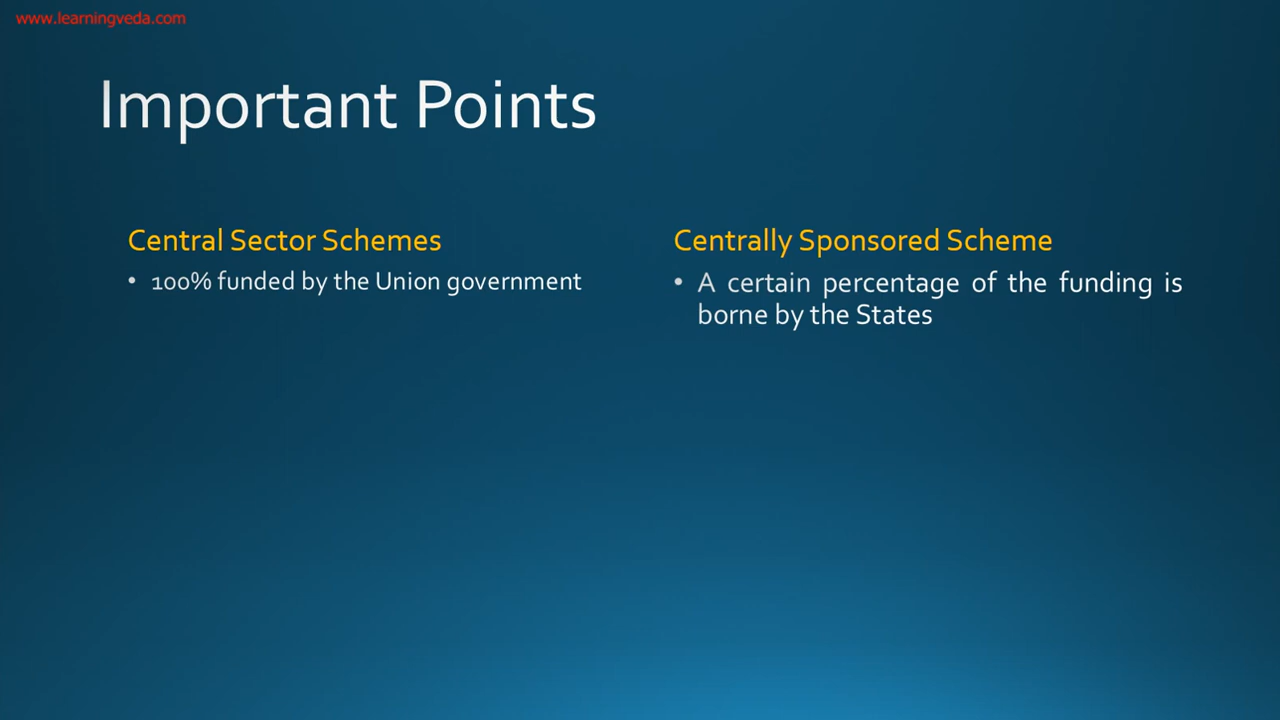 www.learningveda.com
Important Points
Central Sector Schemes
• 100% funded by the Union government
Centrally Sponsored Scheme
• A certain percentage of the funding is
borne by the States